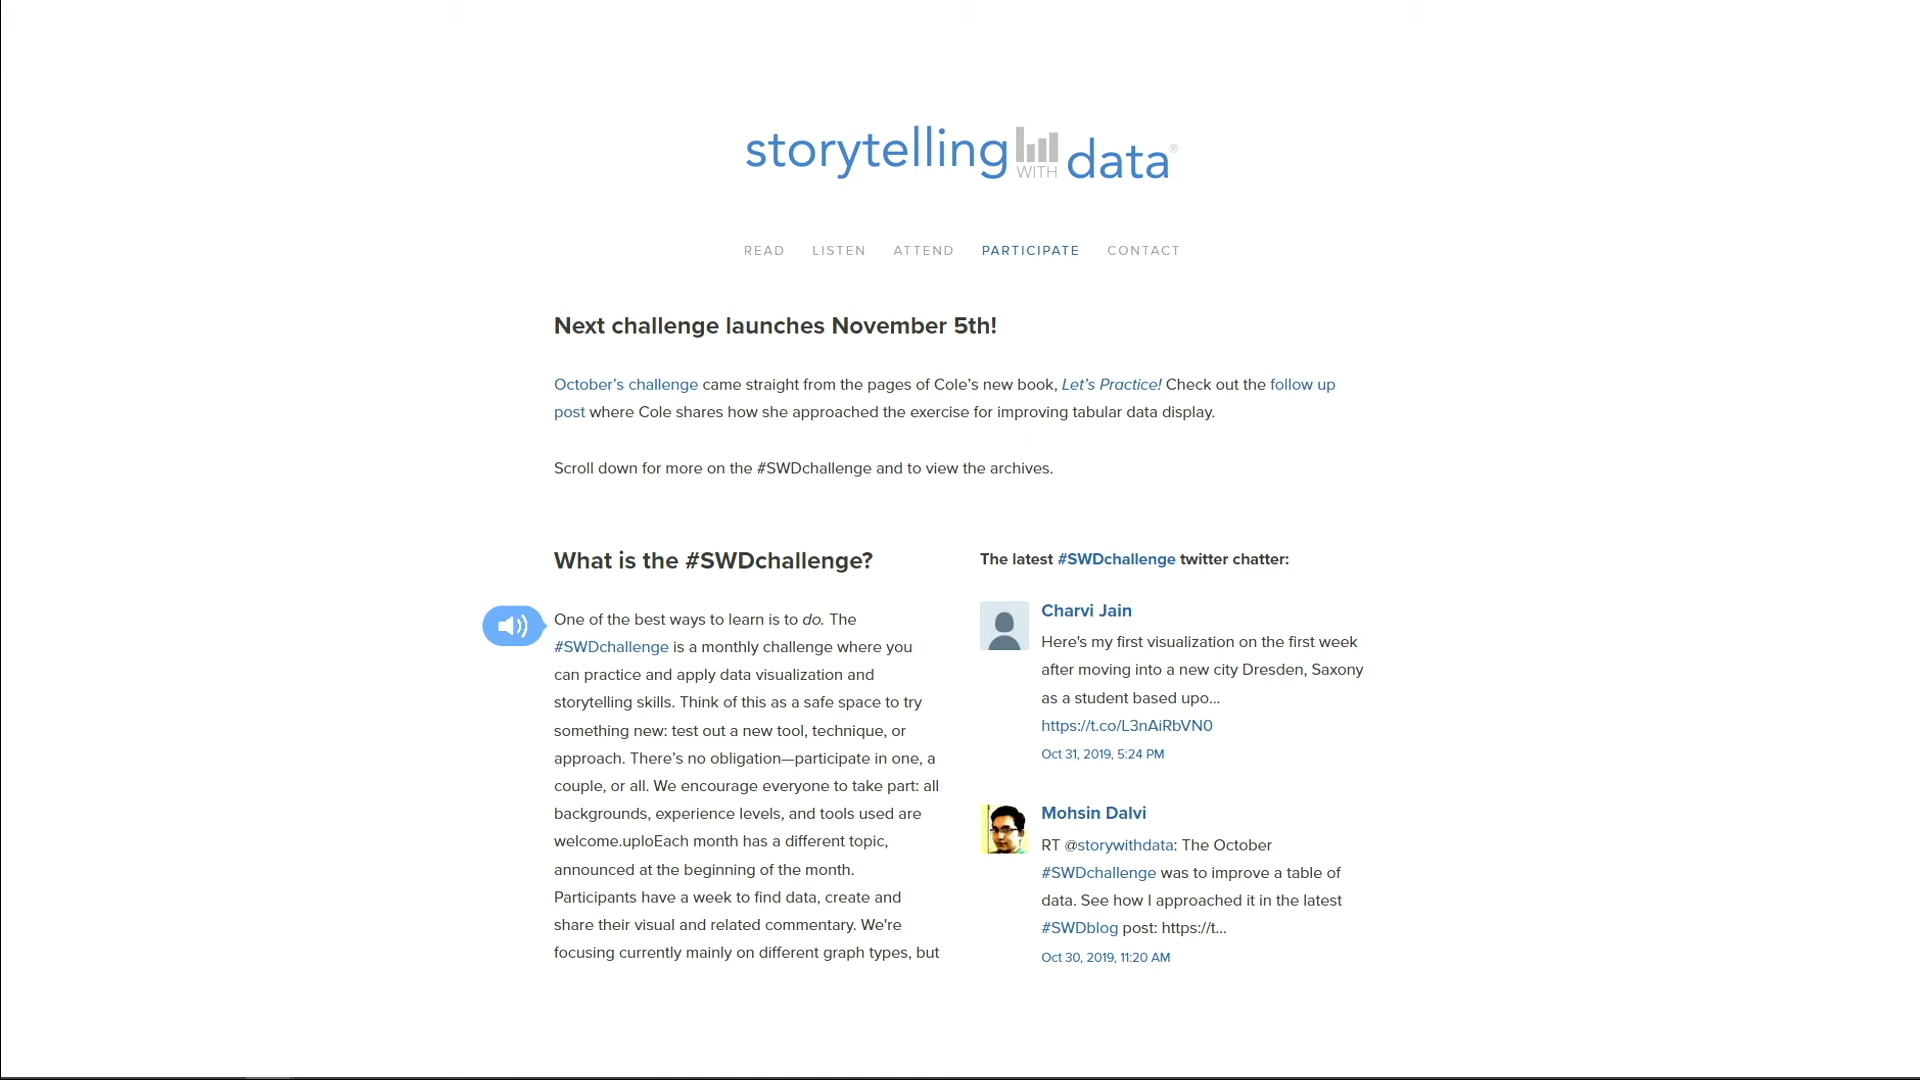 storytelling WITH data®
READ LISTEN ATTEND PARTICIPATE CONTACT
Next challenge launches November 5th!
October’s challenge came straight from the pages of Cole’s new book, Let’s Practice! Check out the follow up
post where Cole shares how she approached the exercise for improving tabular data display.
Scroll down for more on the #SWDchallenge and to view the archives.
What is the #SWDchallenge?
One of the best ways to learn is to do. The
#SWDchallenge is a monthly challenge where you
can practice and apply data visualization and
storytelling skills. Think of this as a safe space to try
something new: test out a new tool, technique, or
approach. There’s no obligation—participate in one, a
couple, or all. We encourage everyone to take part: all
backgrounds, experience levels, and tools used are
welcome.uploEach month has a different topic,
announced at the beginning of the month.
Participants have a week to find data, create and
share their visual and related commentary. We're
focusing currently mainly on different graph types, but
The latest #SWDchallenge twitter chatter:
Charvi Jain
Here's my first visualization on the first week
after moving into a new city Dresden, Saxony
as a student based upo...
https://t.co/L3nAiRbVN0
Oct 31, 2019, 5:24 PM
Mohsin Dalvi
RT @storywithdata: The October
#SWDchallenge was to improve a table of
data. See how I approached it in the latest
#SWDblog post: https://t...
Oct 30, 2019, 11:20 AM